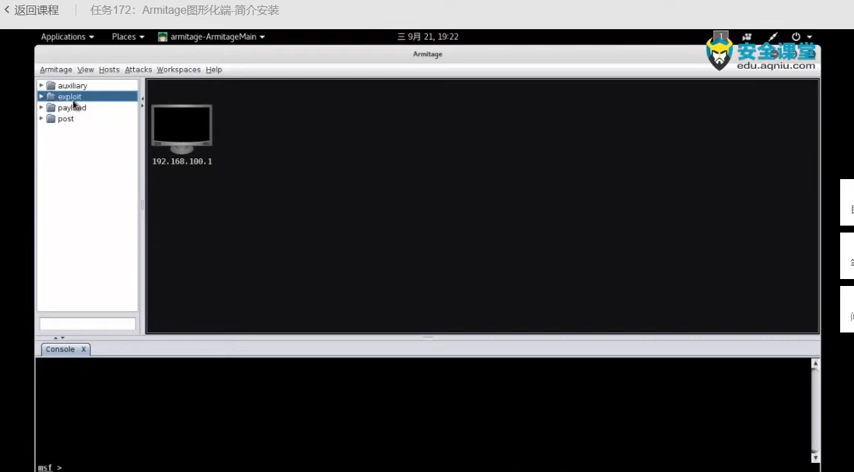 返回课程 任务172：Armitage图形化端-简介安装
Applications Places armitage-ArmitageMain 三 9月 21, 19:22 1
Armitage
安全课堂
edu.aqniu.com
Armitage View Hosts Attacks Workspaces Help
auxiliary
exploit
payload
post
192.168.100.1
Console X
msf >